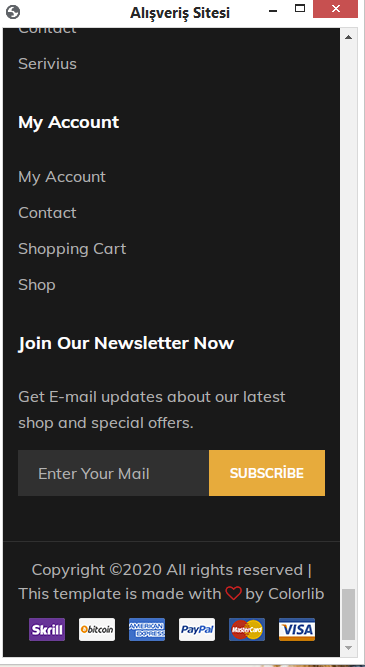 Alışveriş Sitesi
Contact
Serivius
My Account
My Account
Contact
Shopping Cart
Shop
Join Our Newsletter Now
Get E-mail updates about our latest
shop and special offers.
Enter Your Mail
SUBSCRİBE
Copyright ©2020 All rights reserved |
This template is made with ♡ by Colorlib
Skrill bitcoin AMERICAN EXPRESS PayPal MasterCard VISA